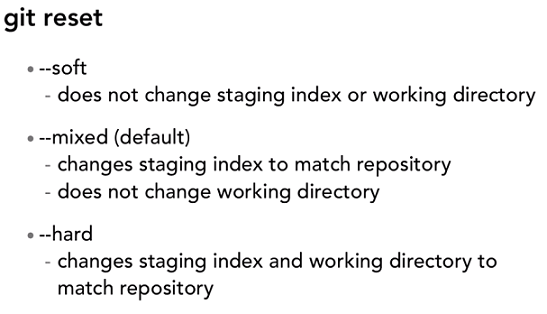 git reset
• --soft
- does not change staging index or working directory
• --mixed (default)
- changes staging index to match repository
- does not change working directory
• --hard
- changes staging index and working directory to
match repository